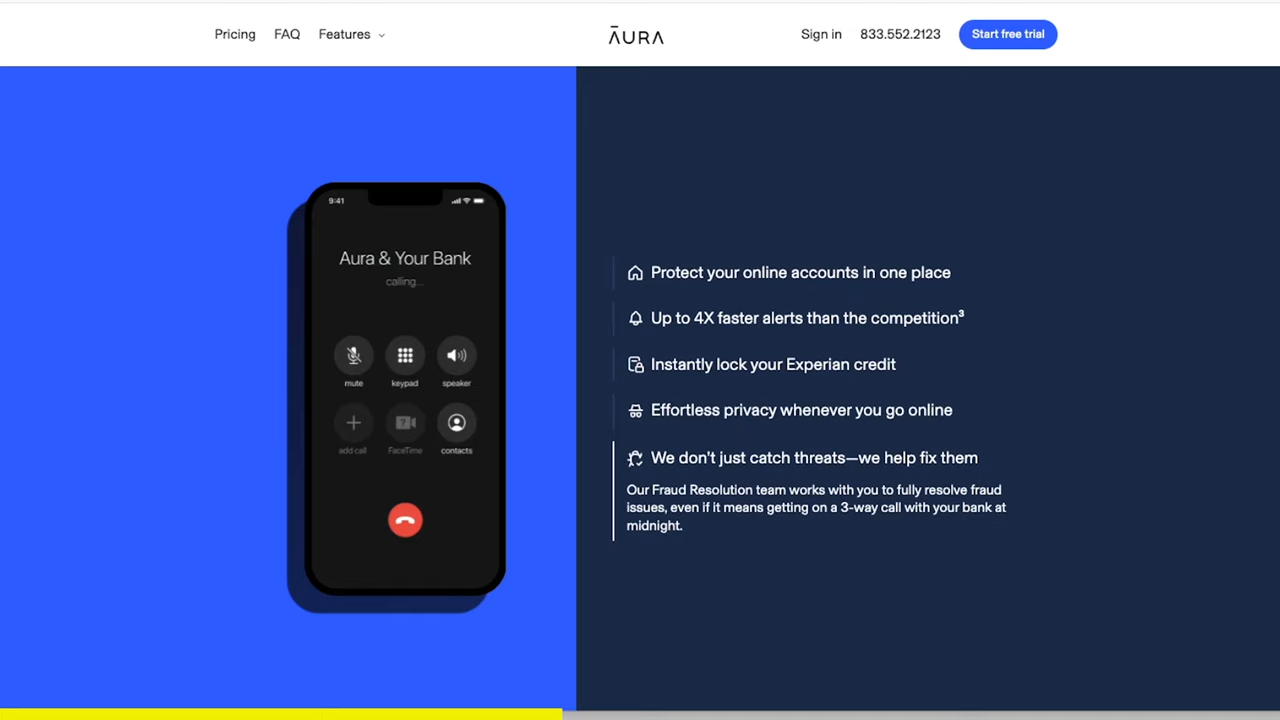 Pricing FAQ Features
ĀURA
Sign in 833.552.2123 Start free trial
9:41
Aura & Your Bank
calling...
mute keypad speaker
add call FaceTime contacts
Protect your online accounts in one place
Up to 4X faster alerts than the competition³
Instantly lock your Experian credit
Effortless privacy whenever you go online
We don't just catch threats—we help fix them
Our Fraud Resolution team works with you to fully resolve fraud
issues, even if it means getting on a 3-way call with your bank at
midnight.